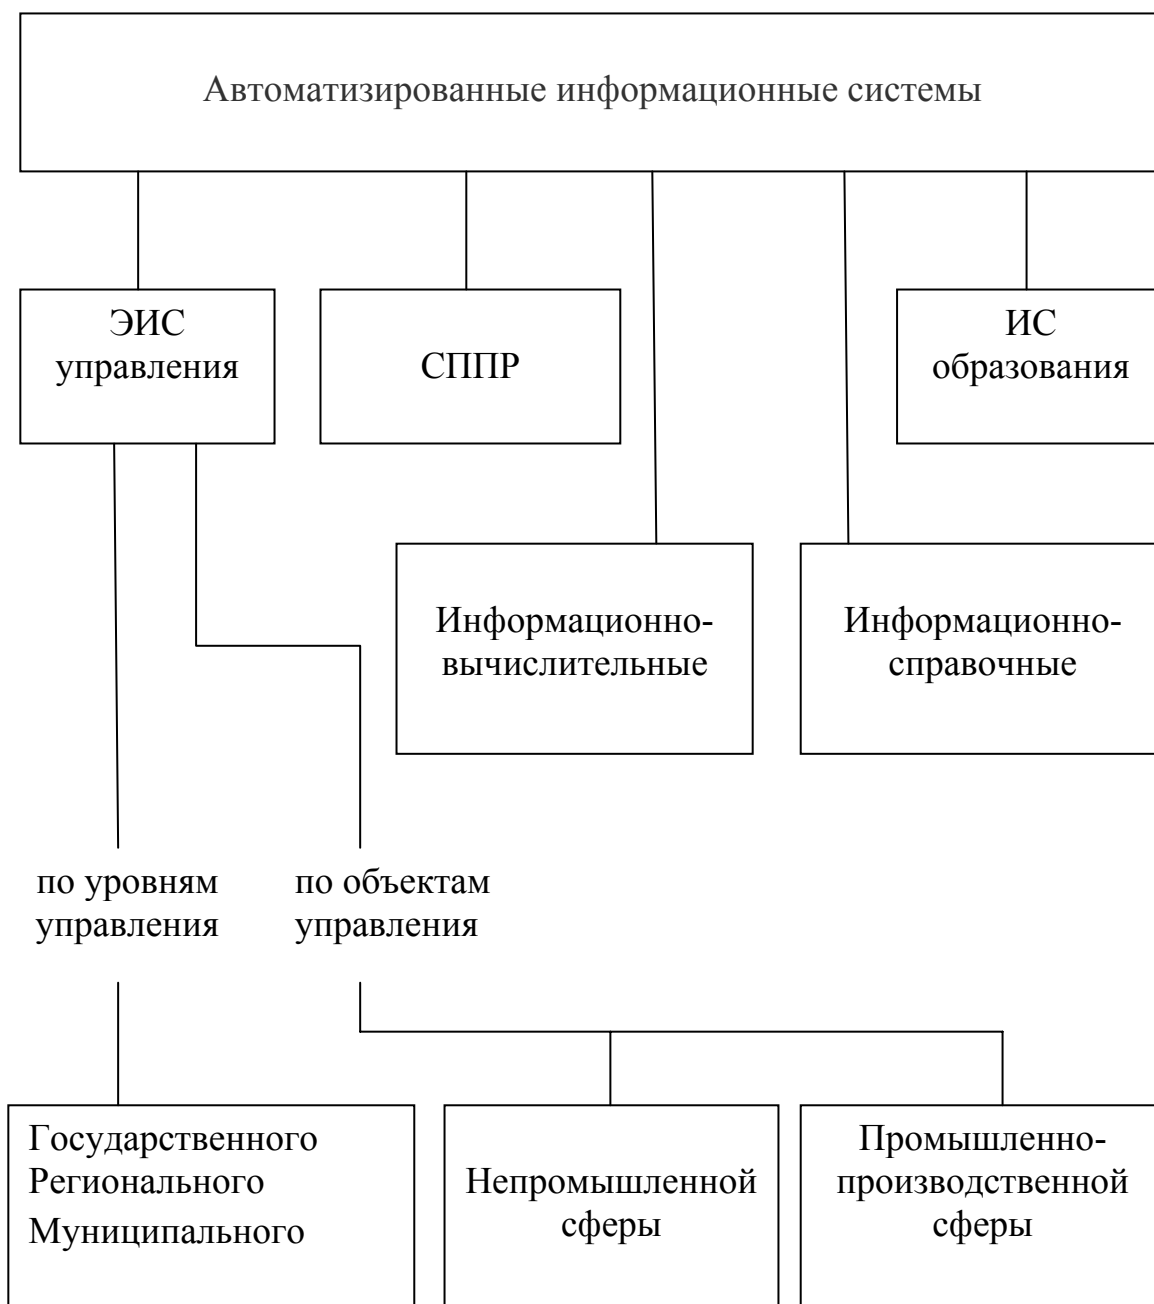 Автоматизированные информационные системы
ЭИС
управления
СППР
ИС
образования
Информационно-
вычислительные
Информационно-
справочные
по уровням
управления
по объектам
управления
Государственного
Регионального
Муниципального
Непромышленной
сферы
Промышленно-
производственной
сферы